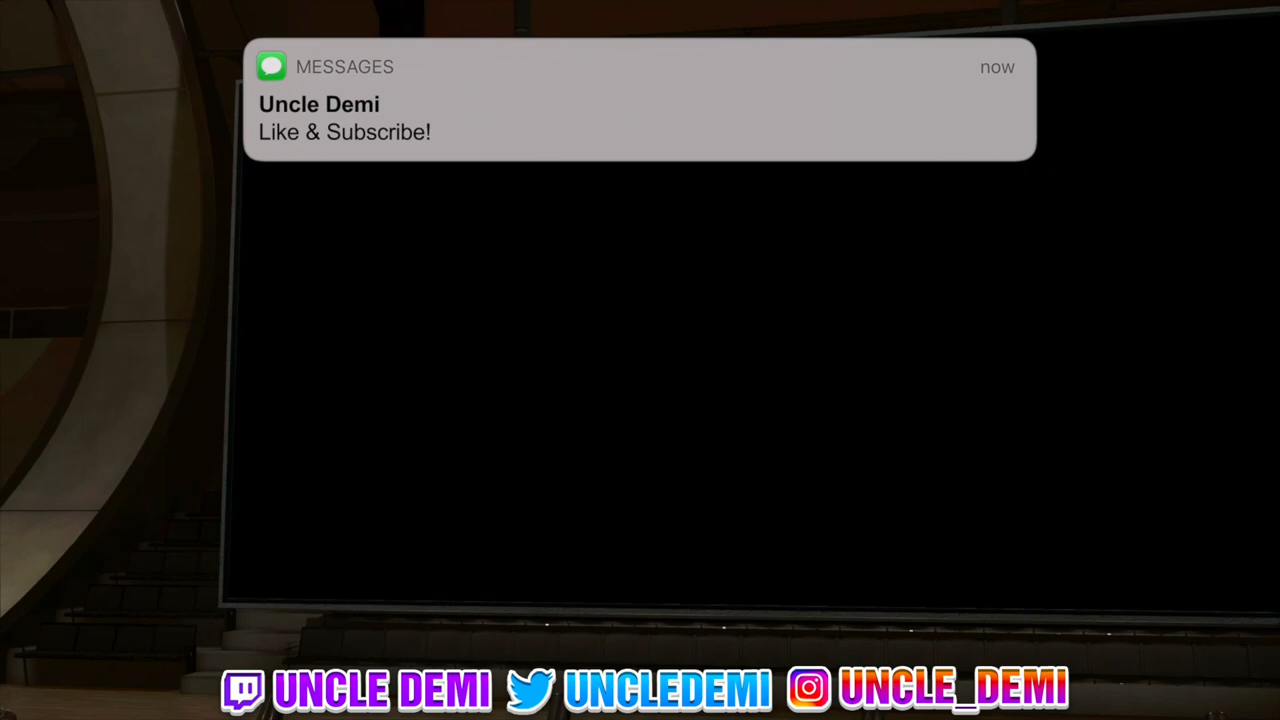 MESSAGES now
Uncle Demi
Like & Subscribe!
UNCLE DEMI UNCLEDEMI UNCLE_DEMI